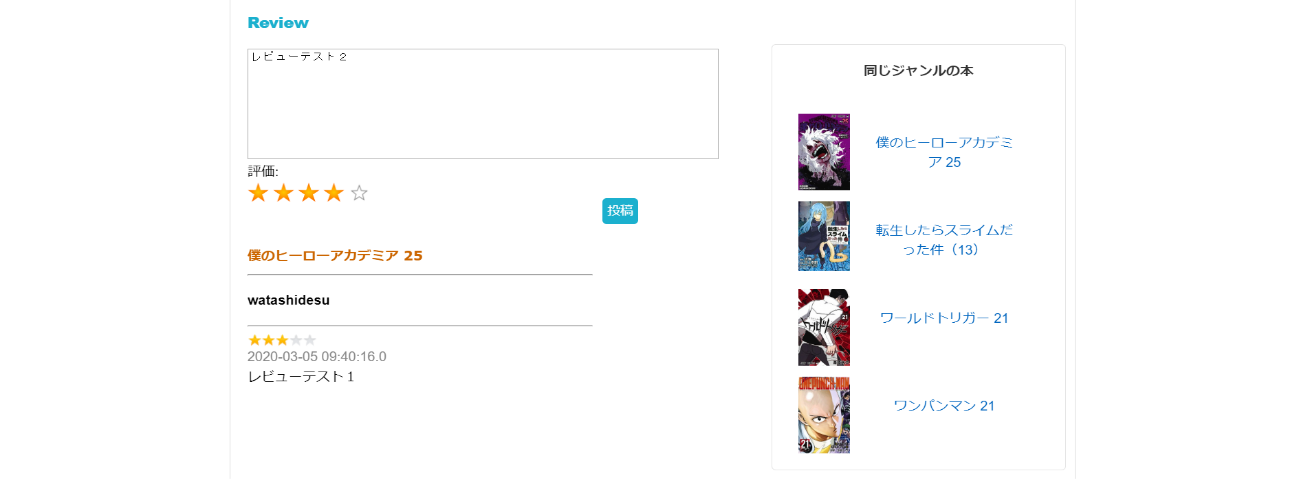 Review
レビューテスト２
評価:
投稿
僕のヒーローアカデミア 25
watashidesu
2020-03-05 09:40:16.0
レビューテスト１
同じジャンルの本
僕のヒーローアカデミ
ア 25
転生したらスライムだ
った件（13）
ワールドトリガー 21
21
ワンパンマン 21
ONEPUNCH-MAN
21